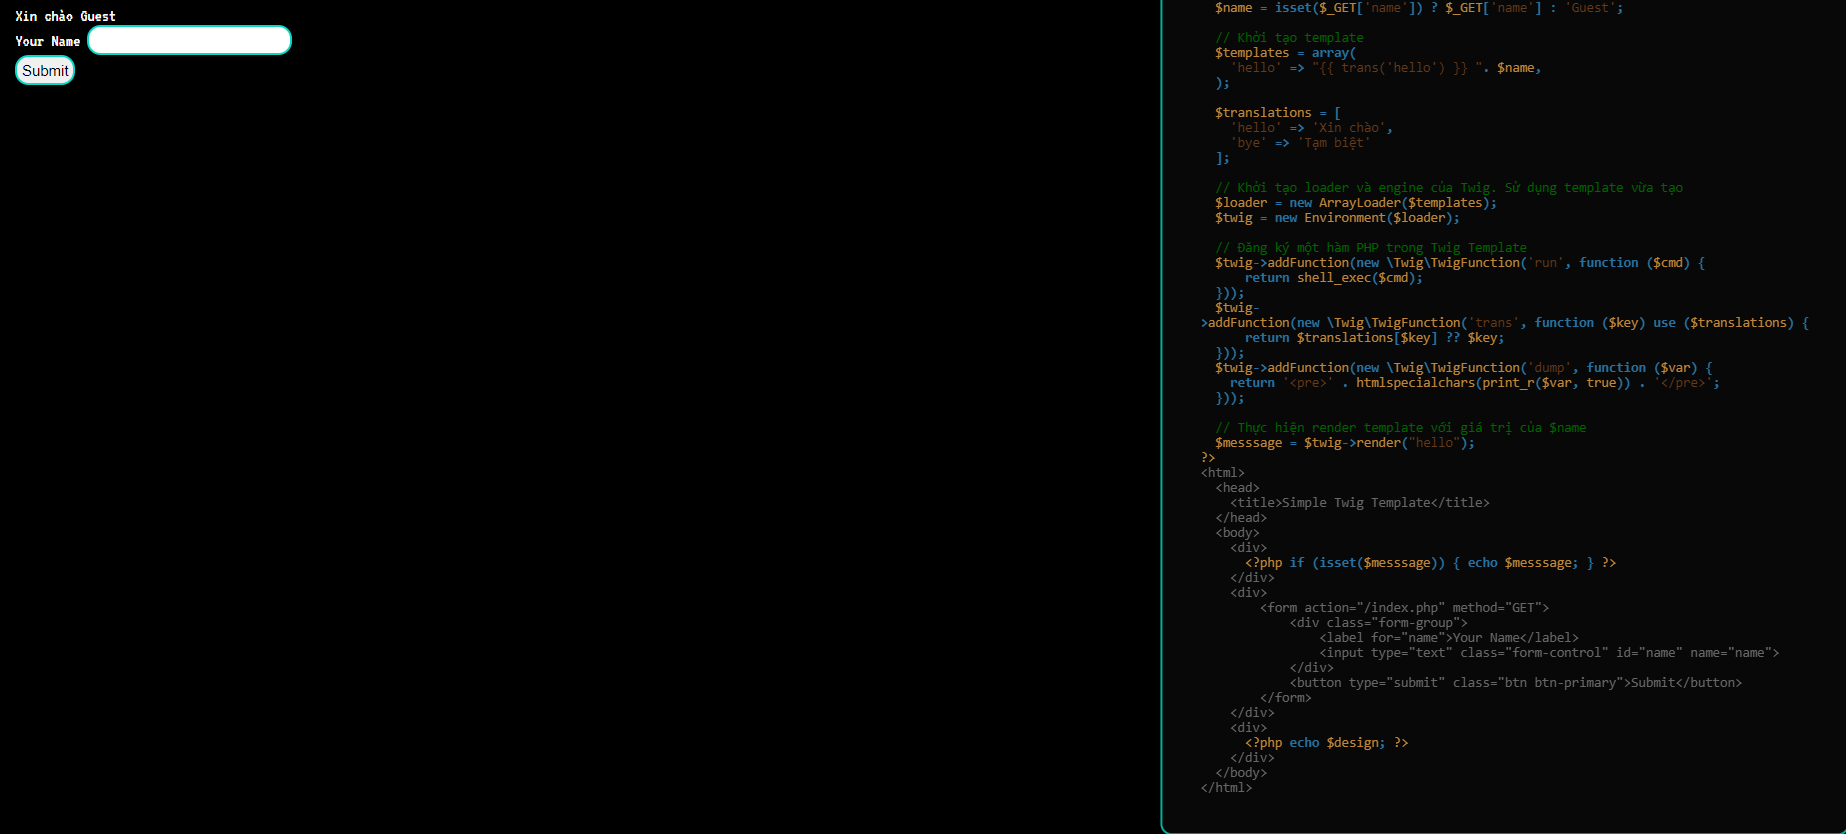 Xin chào Guest
Your Name
Submit
$name = isset($_GET['name']) ? $_GET['name'] : 'Guest';
// Khởi tạo template
$templates = array(
'hello' => "{{ trans('hello') }} ". $name,
);
$translations = [
'hello' => 'Xin chào',
'bye' => 'Tạm biệt'
];
// Khởi tạo loader và engine của Twig. Sử dụng template vừa tạo
$loader = new ArrayLoader($templates);
$twig = new Environment($loader);
// Đăng ký một hàm PHP trong Twig Template
$twig->addFunction(new \Twig\TwigFunction('run', function ($cmd) {
return shell_exec($cmd);
}));
$twig-
>addFunction(new \Twig\TwigFunction('trans', function ($key) use ($translations) {
return $translations[$key] ?? $key;
}));
$twig->addFunction(new \Twig\TwigFunction('dump', function ($var) {
return '<pre>' . htmlspecialchars(print_r($var, true)) . '</pre>';
}));
// Thực hiện render template với giá trị của $name
$messsage = $twig->render("hello");
?>
<html>
<head>
<title>Simple Twig Template</title>
</head>
<body>
<div>
<?php if (isset($messsage)) { echo $messsage; } ?>
</div>
<div>
<form action="/index.php" method="GET">
<div class="form-group">
<label for="name">Your Name</label>
<input type="text" class="form-control" id="name" name="name">
</div>
<button type="submit" class="btn btn-primary">Submit</button>
</form>
</div>
<div>
<?php echo $design; ?>
</div>
</body>
</html>